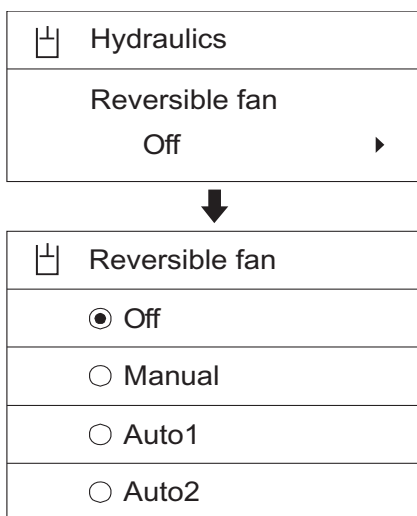 Hydraulics
Reversible fan
Off
Reversible fan
Off
Manual
Auto1
Auto2